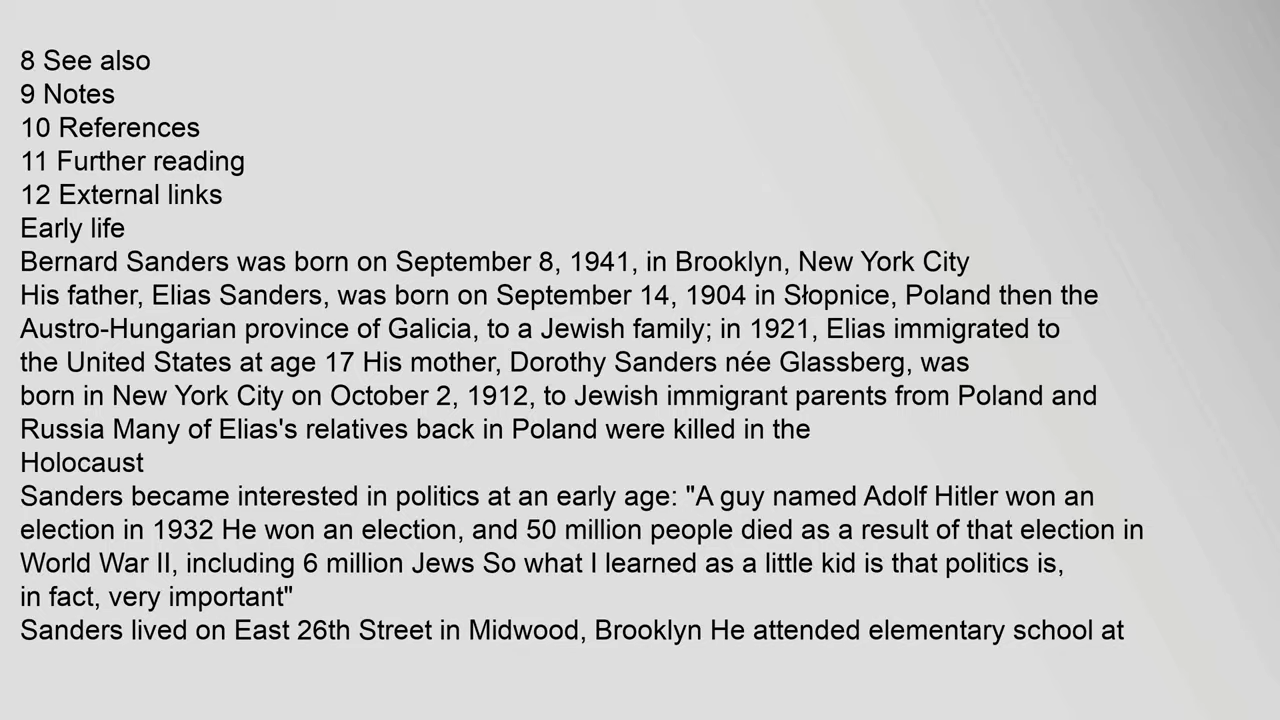 8 See also
9 Notes
10 References
11 Further reading
12 External links
Early life
Bernard Sanders was born on September 8, 1941, in Brooklyn, New York City
His father, Elias Sanders, was born on September 14, 1904 in Słopnice, Poland then the
Austro-Hungarian province of Galicia, to a Jewish family; in 1921, Elias immigrated to
the United States at age 17 His mother, Dorothy Sanders née Glassberg, was
born in New York City on October 2, 1912, to Jewish immigrant parents from Poland and
Russia Many of Elias's relatives back in Poland were killed in the
Holocaust
Sanders became interested in politics at an early age: "A guy named Adolf Hitler won an
election in 1932 He won an election, and 50 million people died as a result of that election in
World War II, including 6 million Jews So what I learned as a little kid is that politics is,
in fact, very important"
Sanders lived on East 26th Street in Midwood, Brooklyn He attended elementary school at